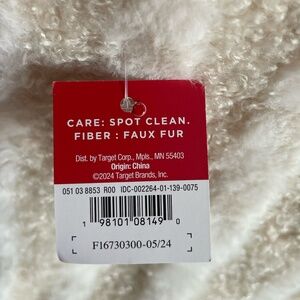 CARE: SPOT CLEAN.
FIBER : FAUX FUR
Dist. by Target Corp., Mpls., MN 55403
Origin: China
©2024 Target Brands, Inc.
051 03 8853 R00 IDC-002264-01-139-0075
1 98101 08149 0
F16730300-05/24